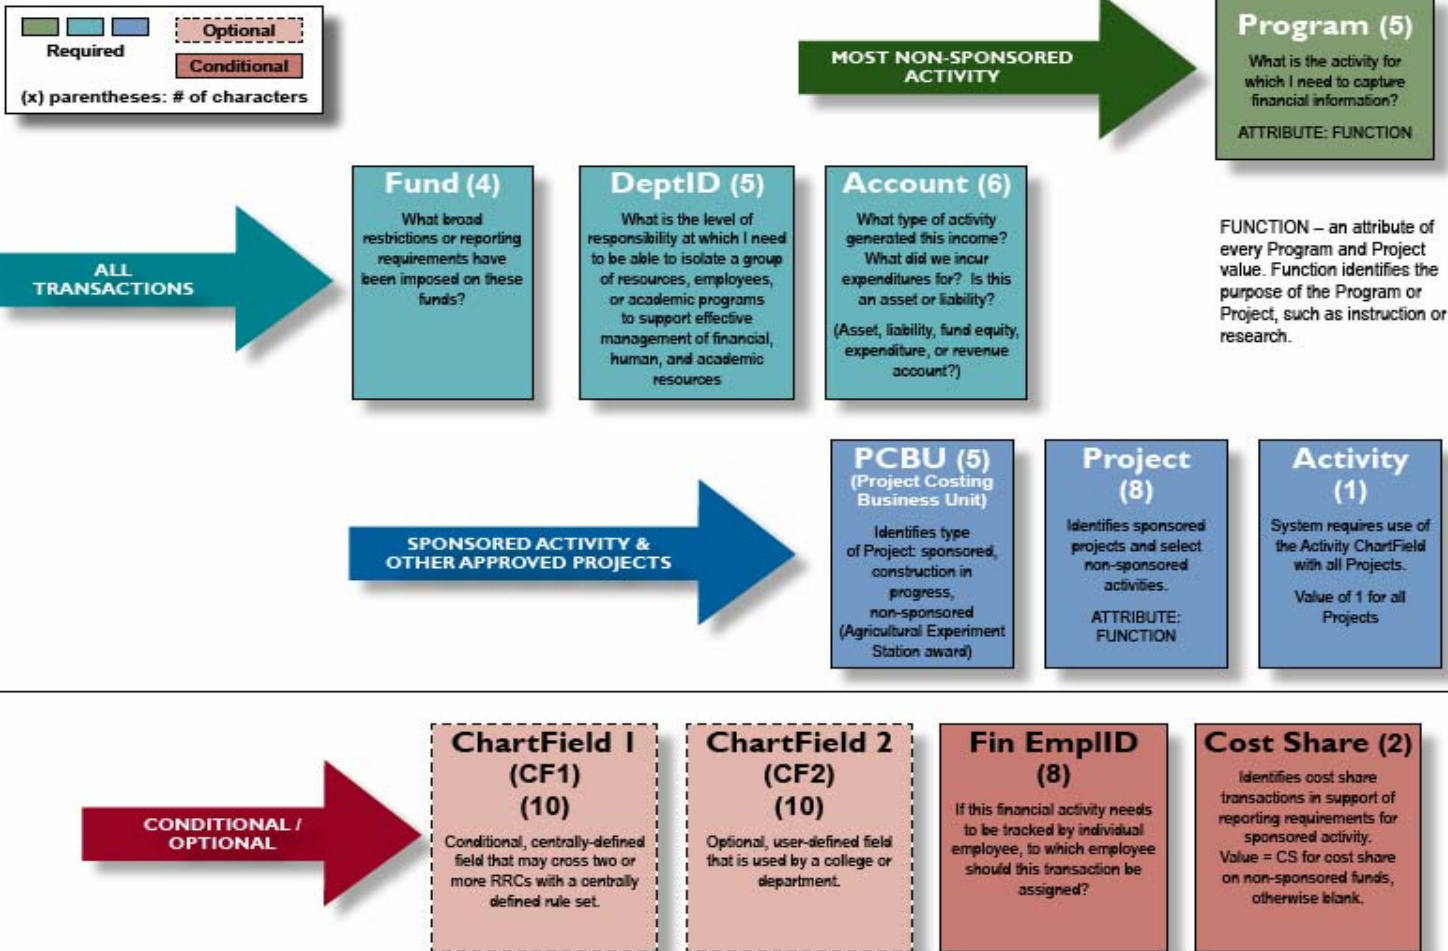 Required
Optional
Conditional
(x) parentheses: # of characters
MOST NON-SPONSORED
ACTIVITY
Program (5)
What is the activity for
which I need to capture
financial information?
ATTRIBUTE: FUNCTION
FUNCTION – an attribute of
every Program and Project
value. Function identifies the
purpose of the Program or
Project, such as instruction or
research.
ALL
TRANSACTIONS
Fund (4)
What broad
restrictions or reporting
requirements have
been imposed on these
funds?
DeptID (5)
What is the level of
responsibility at which I need
to be able to isolate a group
of resources, employees,
or academic programs
to support effective
management of financial,
human, and academic
resources
Account (6)
What type of activity
generated this income?
What did we incur
expenditures for? Is this
an asset or liability?
(Asset, liability, fund equity,
expenditure, or revenue
account?)
SPONSORED ACTIVITY &
OTHER APPROVED PROJECTS
PCBU (5)
(Project Costing
Business Unit)
Identifies type
of Project: sponsored,
construction in
progress,
non-sponsored
(Agricultural Experiment
Station award)
Project
(8)
Identifies sponsored
projects and select
non-sponsored
activities.
ATTRIBUTE:
FUNCTION
Activity
(1)
System requires use of
the Activity ChartField
with all Projects.
Value of 1 for all
Projects
CONDITIONAL /
OPTIONAL
ChartField 1
(CF1)
(10)
Conditional, centrally-defined
field that may cross two or
more RRCs with a centrally
defined rule set.
ChartField 2
(CF2)
(10)
Optional, user-defined field
that is used by a college or
department.
Fin EmplID
(8)
If this financial activity needs
to be tracked by individual
employee, to which employee
should this transaction be
assigned?
Cost Share (2)
Identifies cost share
transactions in support of
reporting requirements for
sponsored activity.
Value = CS for cost share
on non-sponsored funds,
otherwise blank.